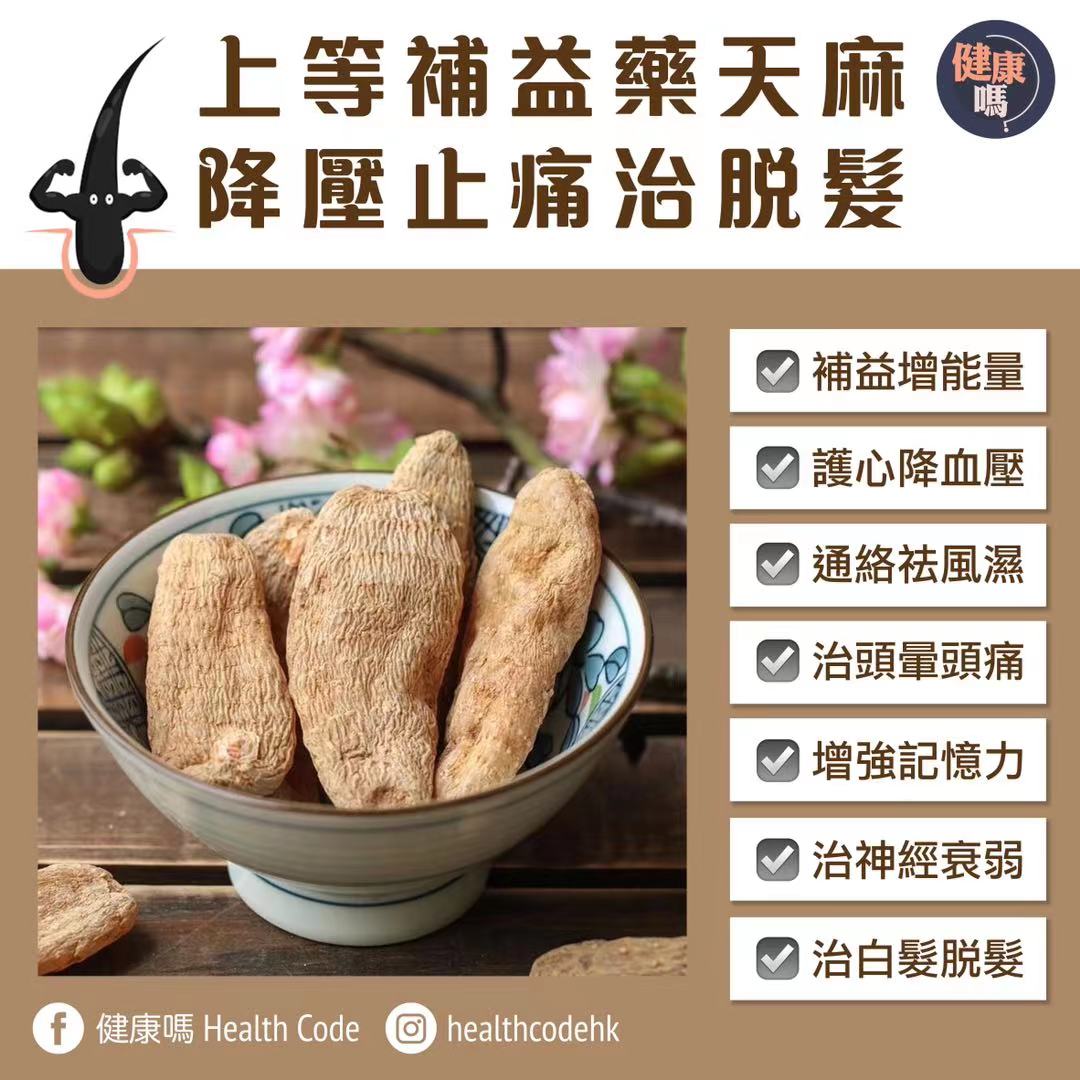 上等補益藥天麻
健康嗎
降壓止痛治脫髮
補益增能量
護心降血壓
通絡祛風濕
治頭暈頭痛
增強記憶力
治神經衰弱
治白髮脫髮
健康嗎 Health Code
healthcodehk